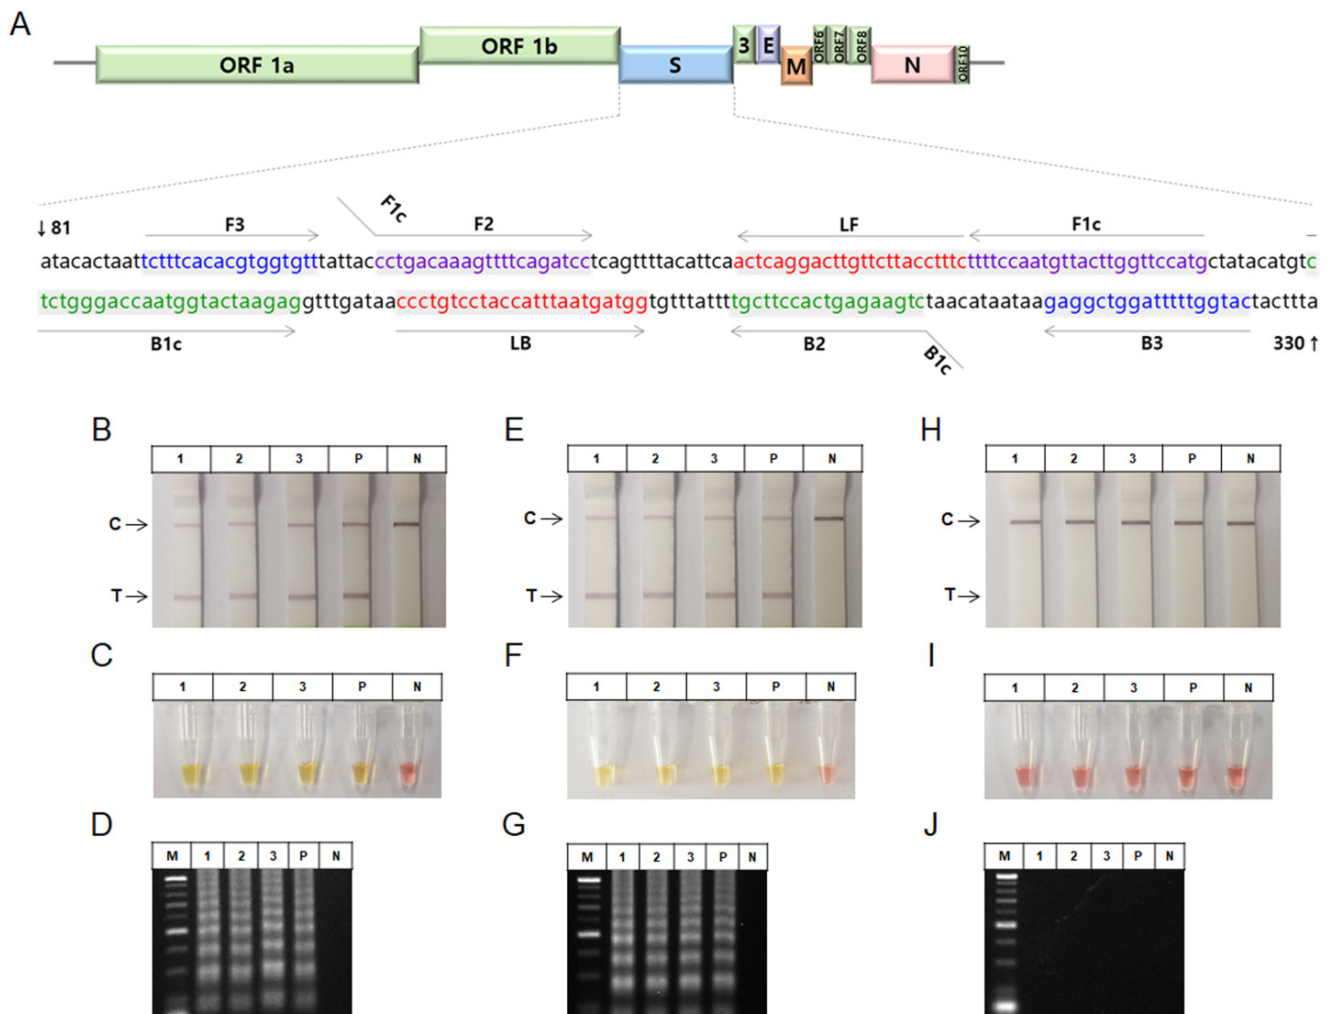 A
ORF 1a
ORF 1b
S
3
E
M
ORF6
ORF7
ORF8
N
ORF10
↓ 81
F3
F1c
F2
LF
F1c
atacactaattctttcacacgtggtgtttattaccctgacaaagttttcagatcctcagttttacattcaactcaggacttgttcttacctttcttttccaatgttacttggttccatgctatacatgtc
tctgggaccaatggtactaagaggtttgataaccctgtcctaccatttaatgatggtgtttattttgcttccactgagaagtctaacataataagaggctggatttttggtactacttta
B1c
LB
B2
B1c
B3
330 ↑
B
1 2 3 P N
C →
T →
E
1 2 3 P N
C →
T →
H
1 2 3 P N
C →
T →
C
1 2 3 P N
F
1 2 3 P N
I
1 2 3 P N
D
M 1 2 3 P N
G
M 1 2 3 P N
J
M 1 2 3 P N